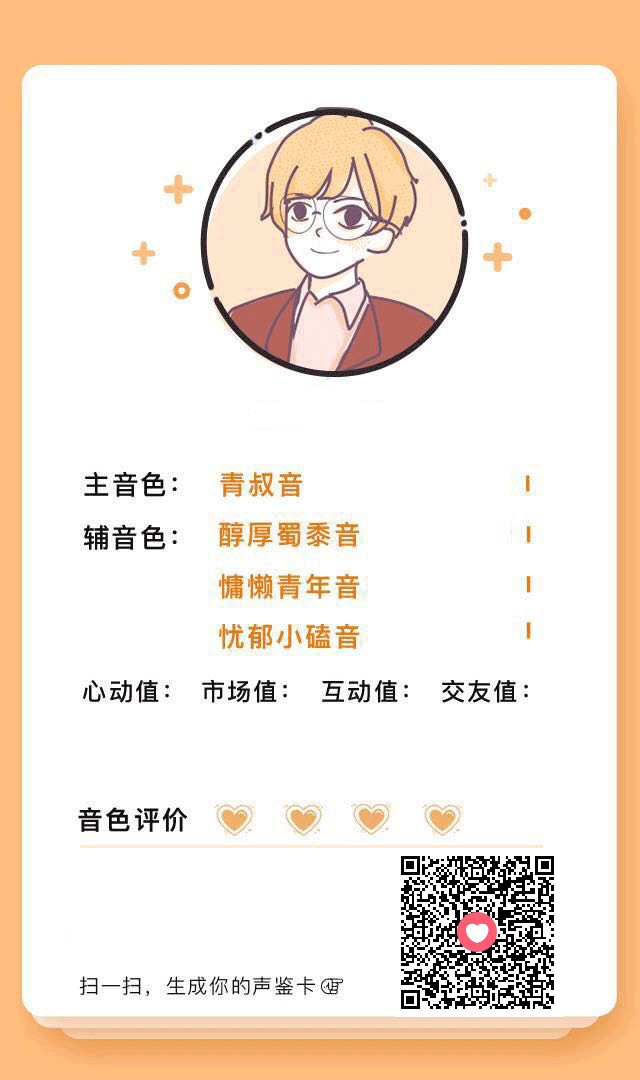 主音色： 青叔音
辅音色： 醇厚蜀黍音
慵懒青年音
忧郁小磕音
心动值： 市场值： 互动值： 交友值：
音色评价
扫一扫，生成你的声鉴卡